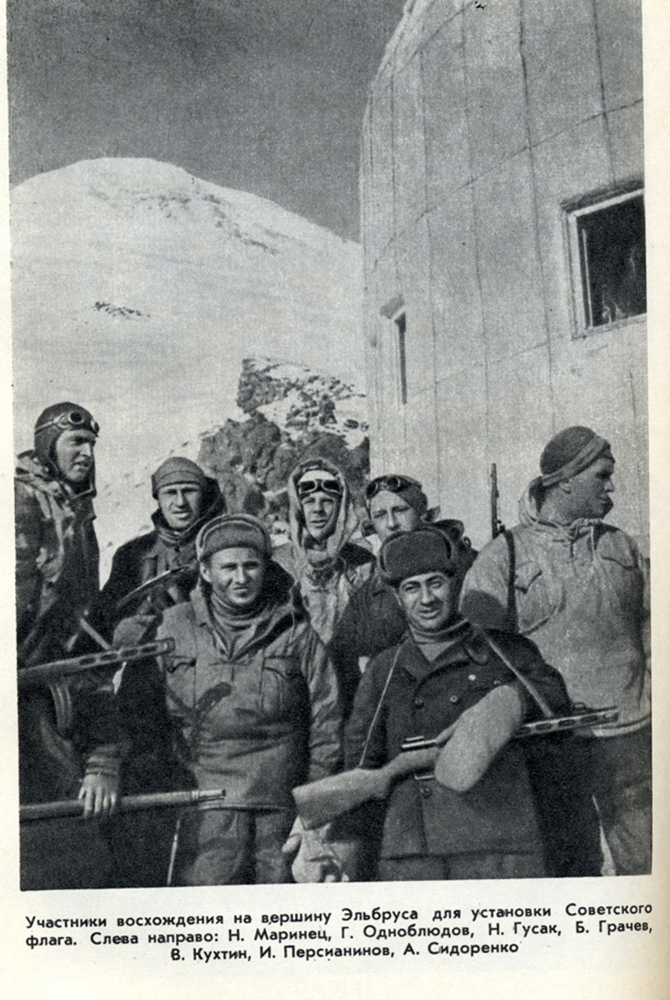 Участники восхождения на вершину Эльбруса для установки Советского
флага. Слева направо: Н. Маринец, Г. Одноблюдов, Н. Гусак, Б. Грачев,
В. Кухтин, И. Персианинов, А. Сидоренко